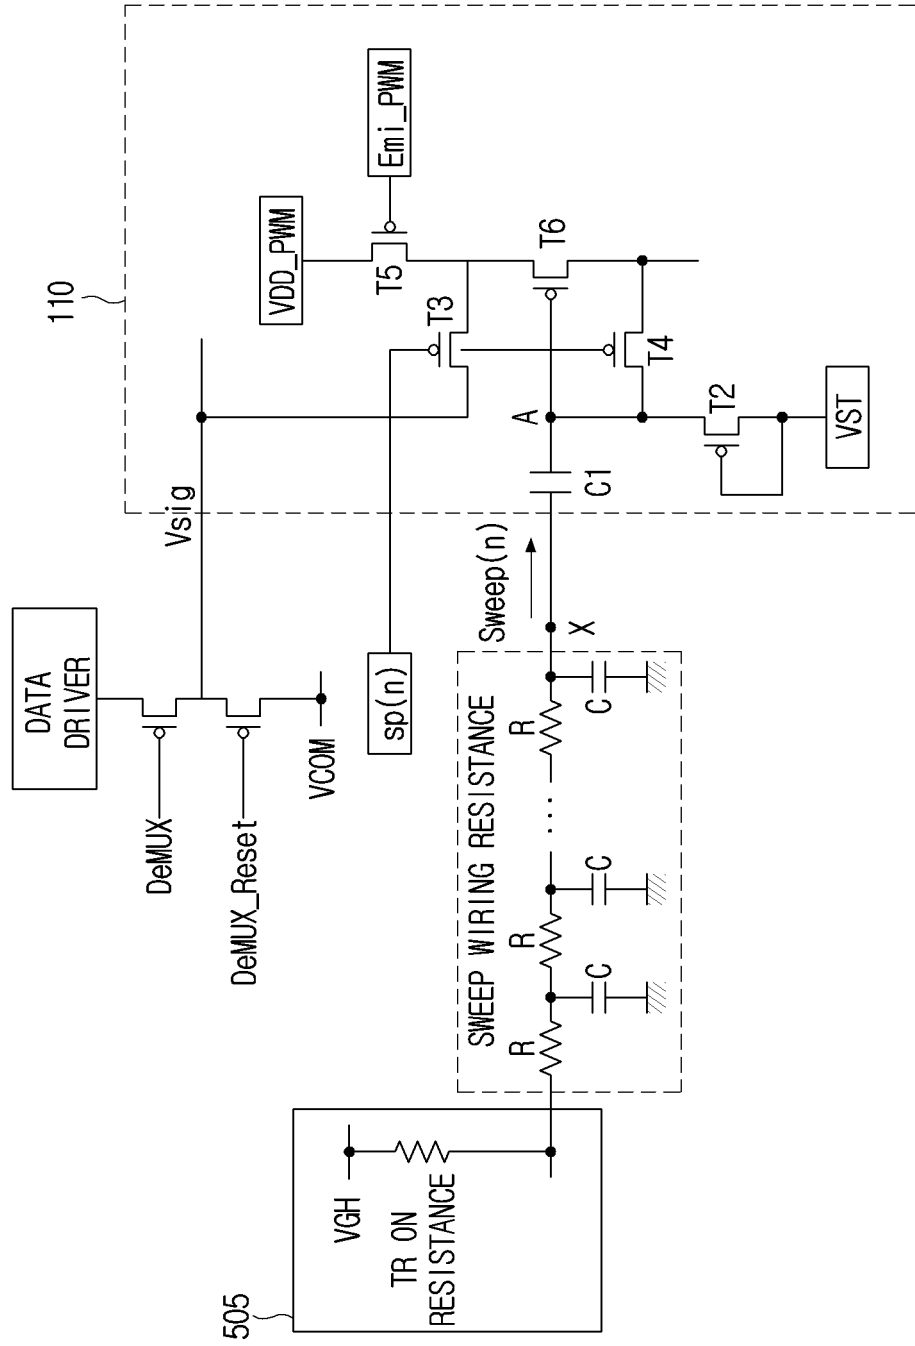 505
VGH
TR ON
RESISTANCE
SWEEP WIRING RESISTANCE
R
C
R
C
...
R
C
X
Sweep(n)
DeMUX
DeMUX_Reset
DATA
DRIVER
VCOM
sp(n)
Vsig
110
VDD_PWM
Emi_PWM
T5
T3
T6
A
T4
C1
T2
VST